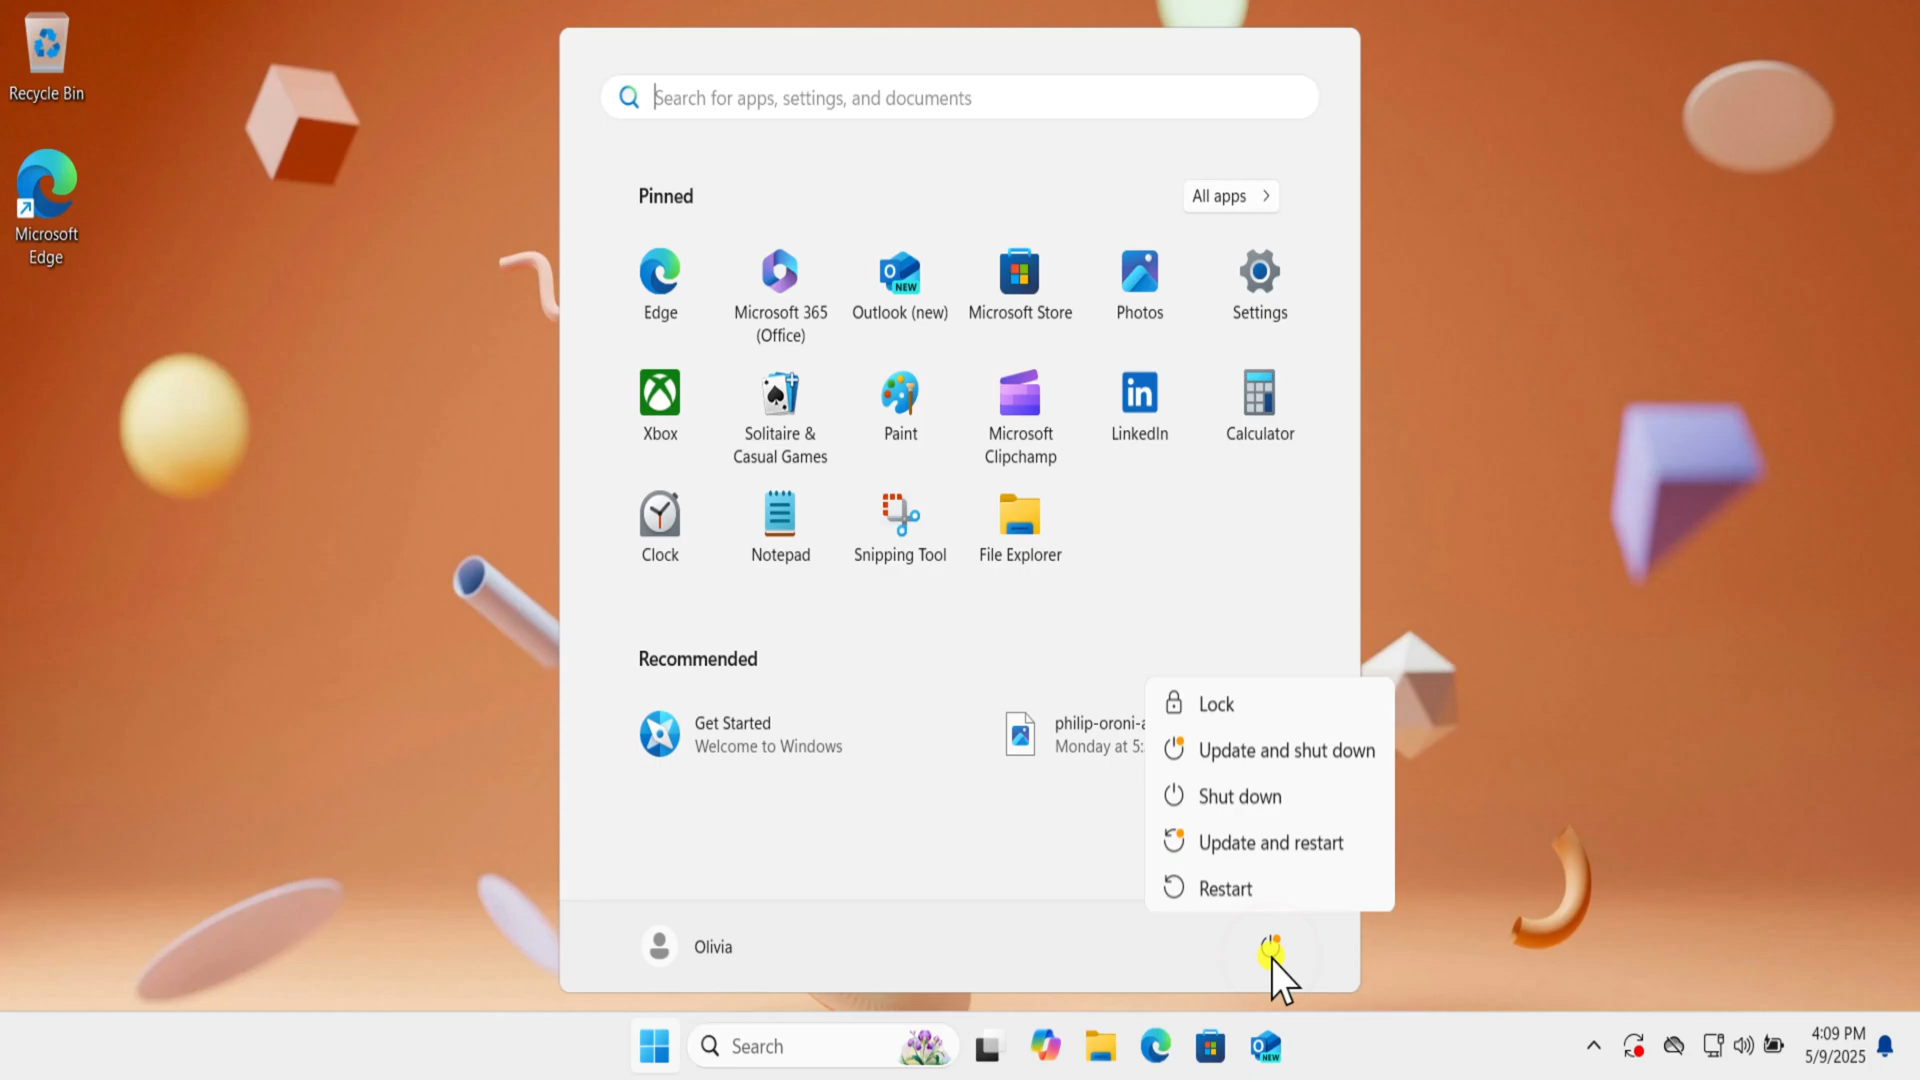 Recycle Bin
Microsoft
Edge
Search for apps, settings, and documents
Pinned
All apps
Edge
Microsoft 365
(Office)
Outlook (new)
Microsoft Store
Photos
Settings
Xbox
Solitaire &
Casual Games
Paint
Microsoft
Clipchamp
LinkedIn
Calculator
Clock
Notepad
Snipping Tool
File Explorer
Recommended
Get Started
Welcome to Windows
philip-oroni-a
Monday at 5:
Lock
Update and shut down
Shut down
Update and restart
Restart
Olivia
Search
4:09 PM
5/9/2025